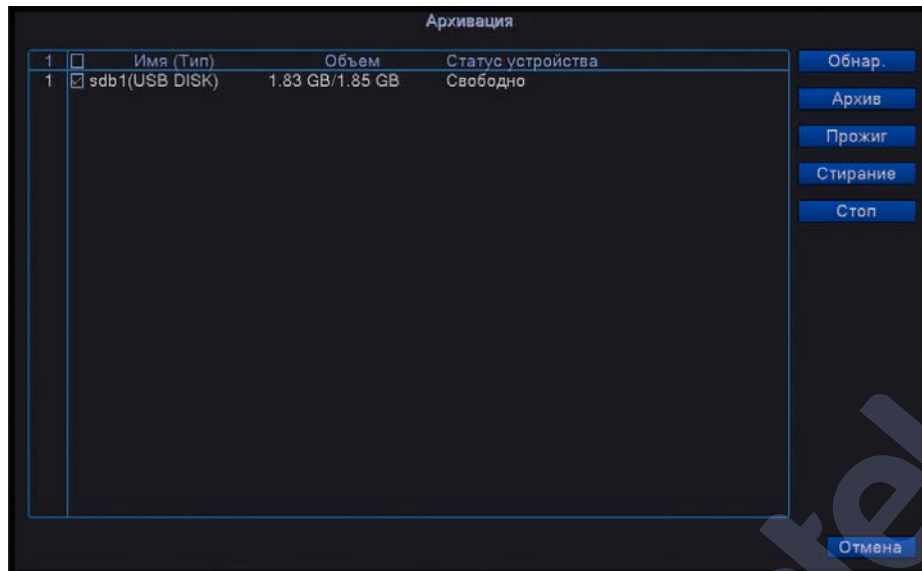 Архивация
1 Имя (Тип) Объем Статус устройства
1 sdb1(USB DISK) 1.83 GB/1.85 GB Свободно
Обнар.
Архив
Прожиг
Стирание
Стоп
Отмена